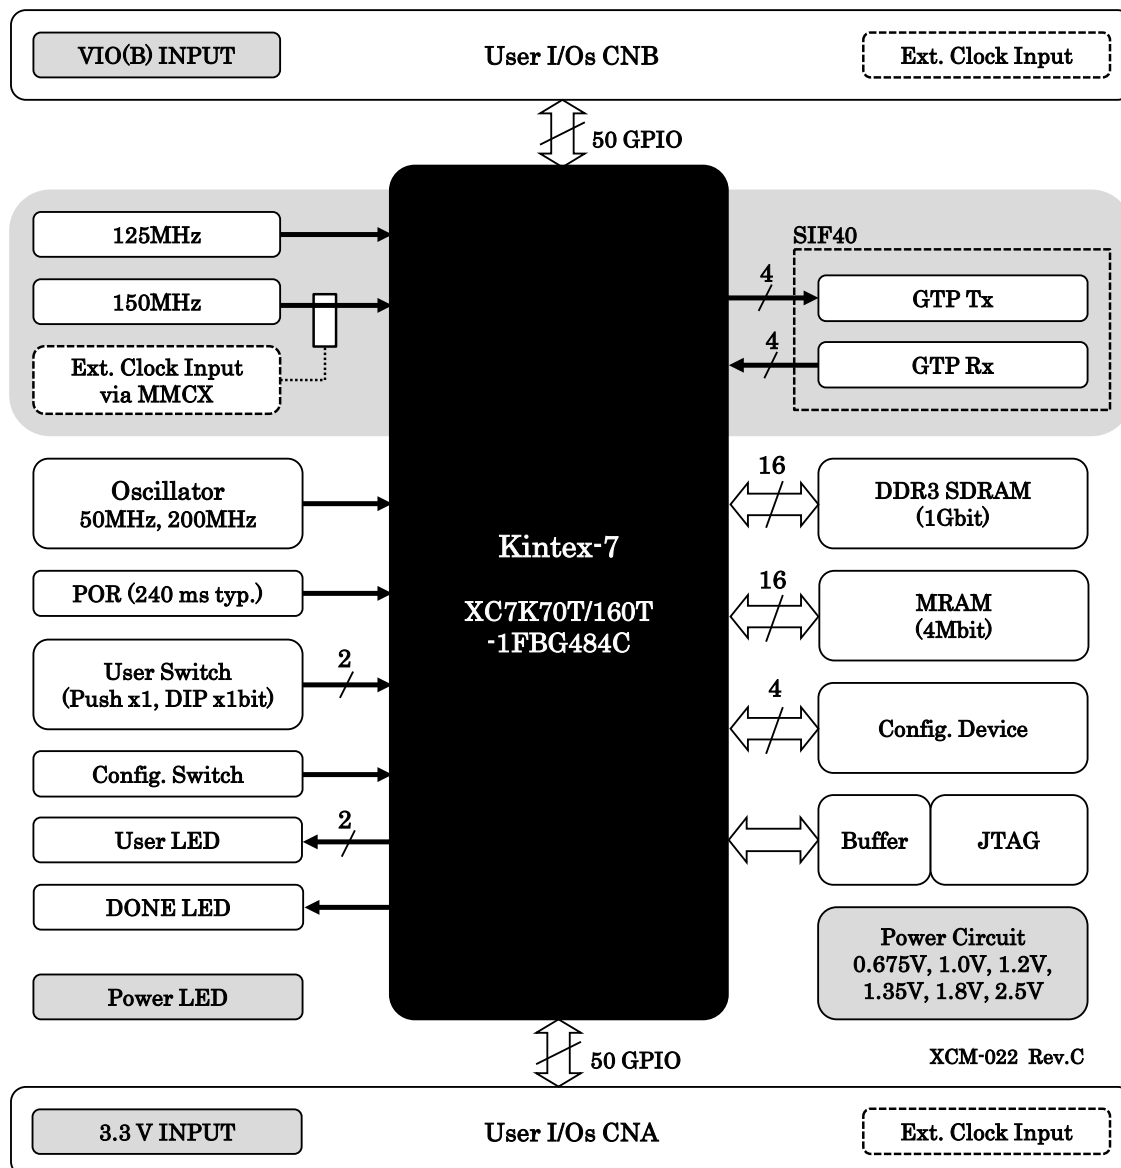 VIO(B) INPUT
User I/Os CNB
Ext. Clock Input
50 GPIO
125MHz
150MHz
Ext. Clock Input
via MMCX
SIF40
4
GTP Tx
4
GTP Rx
Oscillator
50MHz, 200MHz
POR (240 ms typ.)
User Switch
(Push x1, DIP x1bit)
2
Config. Switch
User LED
2
DONE LED
Power LED
Kintex-7
XC7K70T/160T
-1FBG484C
16
DDR3 SDRAM
(1Gbit)
16
MRAM
(4Mbit)
4
Config. Device
Buffer
JTAG
Power Circuit
0.675V, 1.0V, 1.2V,
1.35V, 1.8V, 2.5V
50 GPIO
XCM-022 Rev.C
3.3 V INPUT
User I/Os CNA
Ext. Clock Input